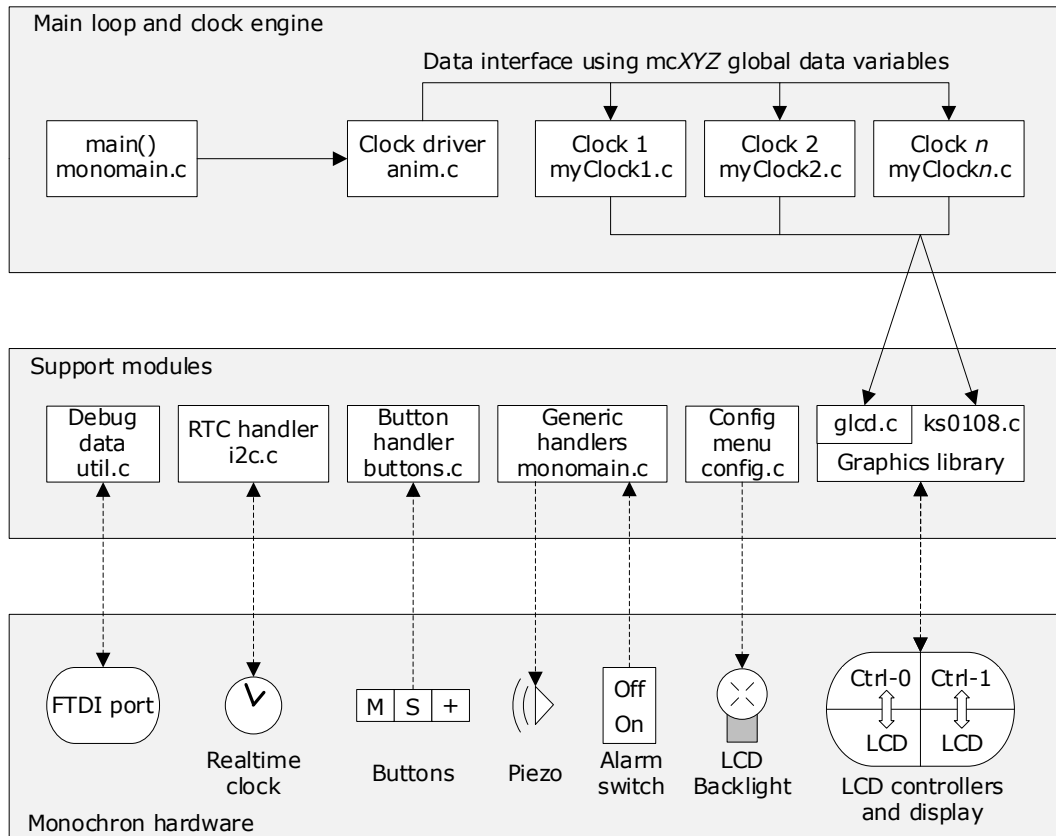 Main loop and clock engine
Data interface using mcXYZ global data variables
main()
monomain.c
Clock driver
anim.c
Clock 1
myClock1.c
Clock 2
myClock2.c
Clock n
myClockn.c
Support modules
Debug
data
util.c
RTC handler
i2c.c
Button
handler
buttons.c
Generic
handlers
monomain.c
Config
menu
config.c
glcd.c
ks0108.c
Graphics library
FTDI port
Realtime
clock
M S +
Buttons
Piezo
Off
On
Alarm
switch
LCD
Backlight
Ctrl-0 Ctrl-1
LCD LCD
LCD controllers
and display
Monochron hardware